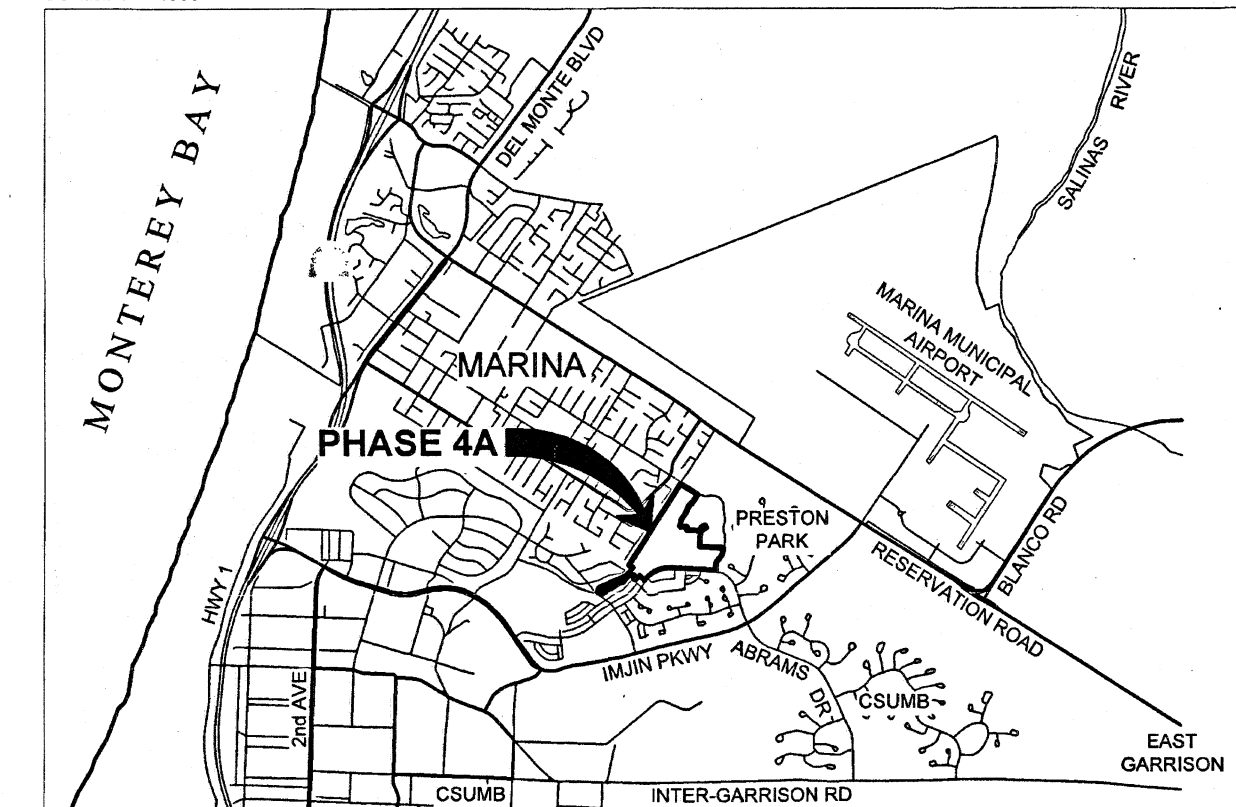 MONTEREY BAY
DEL MONTE BLVD
SALINAS RIVER
MARINA MUNICIPAL
AIRPORT
MARINA
PHASE 4A
PRESTON
PARK
RESERVATION ROAD
BLANCO RD
HWY 1
IMJIN PKWY
ABRAMS DR
CSUMB
2nd AVE
EAST
GARRISON
CSUMB
INTER-GARRISON RD